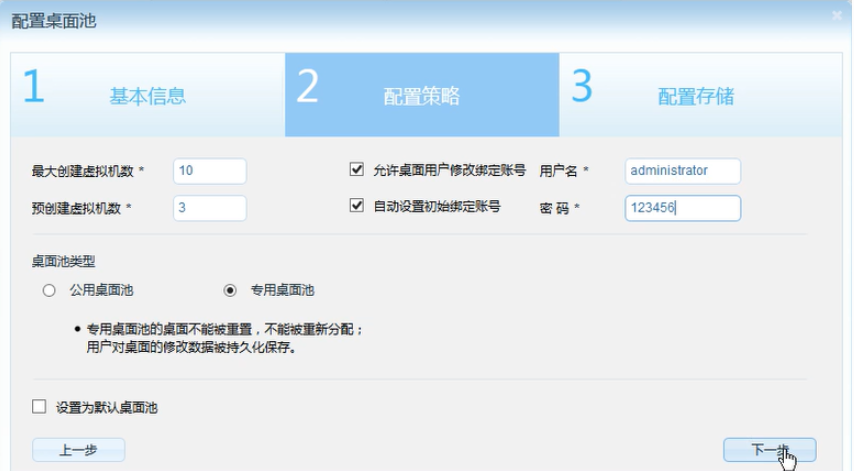 配置桌面池
1 基本信息 2 配置策略 3 配置存储
最大创建虚拟机数 * 10 允许桌面用户修改绑定账号 用户名 * administrator
预创建虚拟机数 * 3 自动设置初始绑定账号 密 码 * 123456
桌面池类型
公用桌面池 专用桌面池
• 专用桌面池的桌面不能被重置，不能被重新分配；
用户对桌面的修改数据被持久化保存。
设置为默认桌面池
上一步 下一步